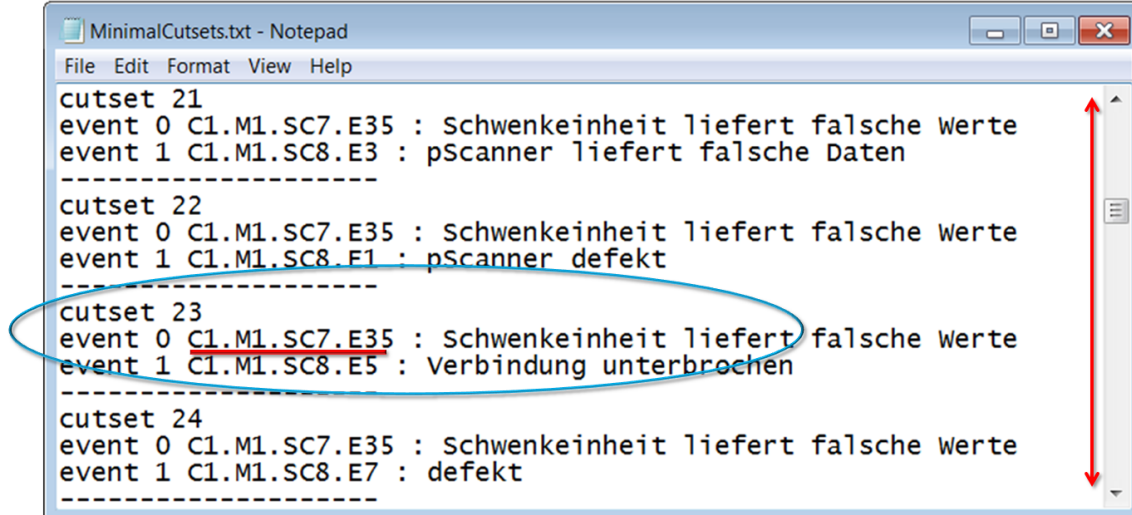 MinimalCutsets.txt - Notepad
File Edit Format View Help
cutset 21
event 0 C1.M1.SC7.E35 : Schwenkeinheit liefert falsche Werte
event 1 C1.M1.SC8.E3 : pScanner liefert falsche Daten
--------------------
cutset 22
event 0 C1.M1.SC7.E35 : Schwenkeinheit liefert falsche Werte
event 1 C1.M1.SC8.E1 : pScanner defekt
--------------------
cutset 23
event 0 C1.M1.SC7.E35 : Schwenkeinheit liefert falsche Werte
event 1 C1.M1.SC8.E5 : Verbindung unterbrochen
--------------------
cutset 24
event 0 C1.M1.SC7.E35 : Schwenkeinheit liefert falsche Werte
event 1 C1.M1.SC8.E7 : defekt
--------------------